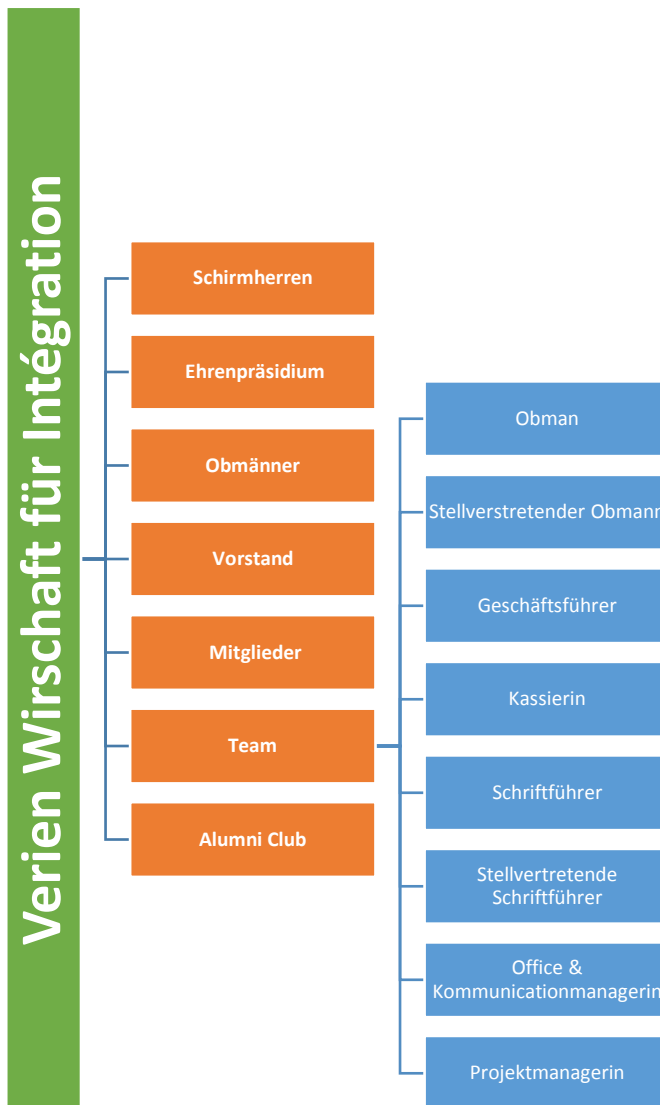 Verien Wirschaft für Intégration
Schirmherren
Ehrenpräsidium
Obmänner
Vorstand
Mitglieder
Team
Alumni Club
Obman
Stellverstretender Obmann
Geschäftsführer
Kassierin
Schriftführer
Stellvertretende
Schriftführer
Office &
Kommunicationmanagerin
Projektmanagerin